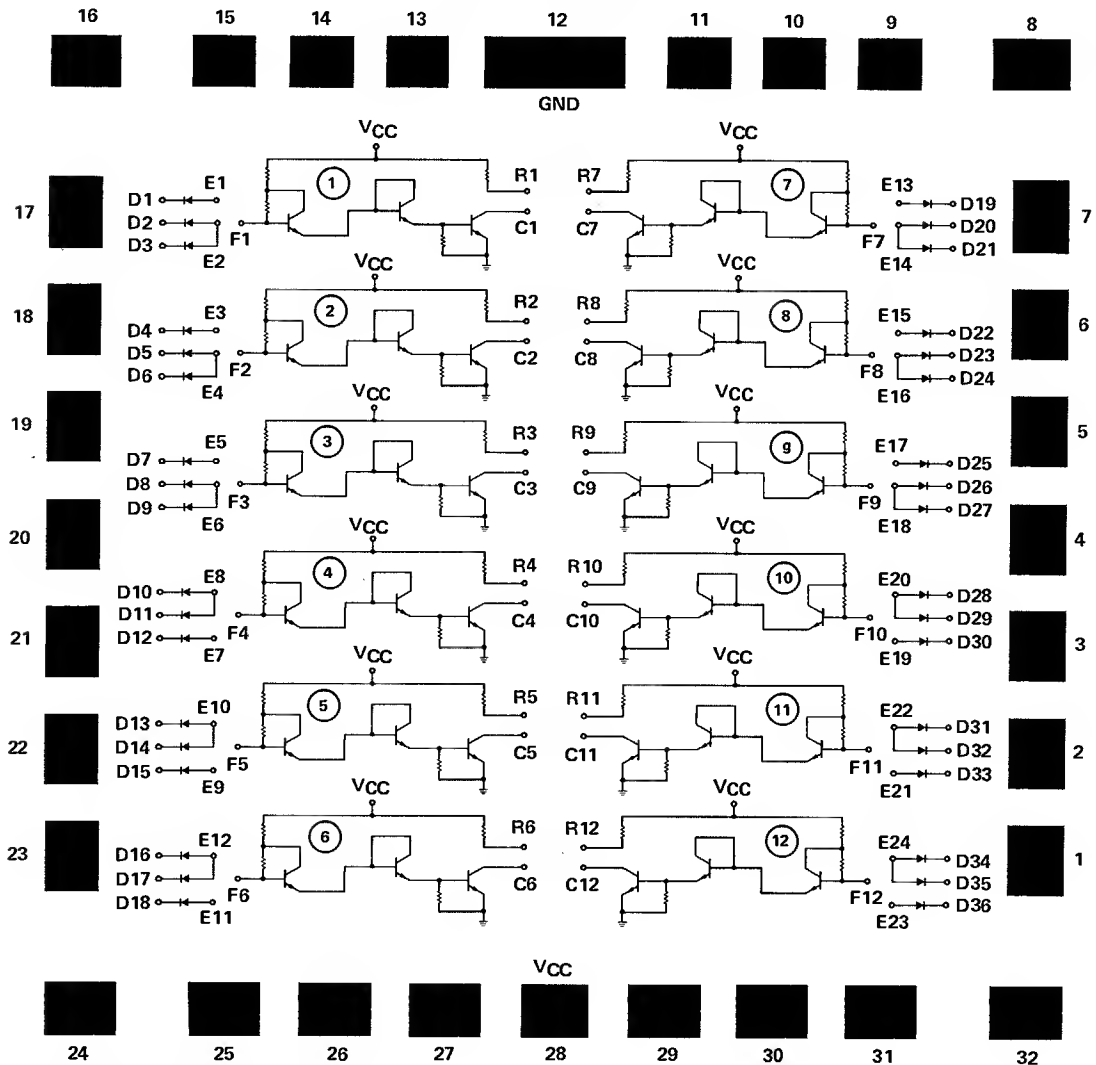 16 15 14 13 12 11 10 9 8
GND
VCC VCC
17 D1 E1 1 R1 R7 7 E13 D19 7
D2 F1 C1 C7 F7 D20
D3 E2 E14 D21
VCC VCC
18 D4 E3 2 R2 R8 8 E15 D22 6
D5 F2 C2 C8 F8 D23
D6 E4 E16 D24
VCC VCC
19 D7 E5 3 R3 R9 9 E17 D25 5
D8 F3 C3 C9 F9 D26
D9 E6 E18 D27
VCC VCC
20 D10 E8 4 R4 R10 10 E20 D28 4
D11 F4 C4 C10 F10 D29
21 D12 E7 E19 D30 3
VCC VCC
22 D13 E10 5 R5 R11 11 E22 D31 2
D14 F5 C5 C11 F11 D32
D15 E9 E21 D33
VCC VCC
23 D16 E12 6 R6 R12 12 E24 D34 1
D17 F6 C6 C12 F12 D35
D18 E11 E23 D36
VCC
24 25 26 27 28 29 30 31 32